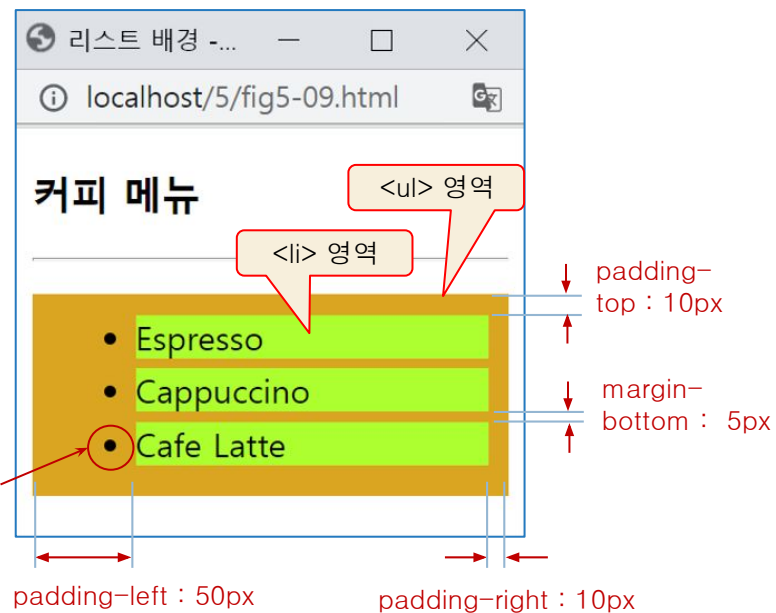 리스트 배경 -...
localhost/5/fig5-09.html
커피 메뉴
<ul> 영역
<li> 영역
padding-
top : 10px
• Espresso
• Cappuccino
• Cafe Latte
margin-
bottom : 5px
padding-left : 50px
padding-right : 10px